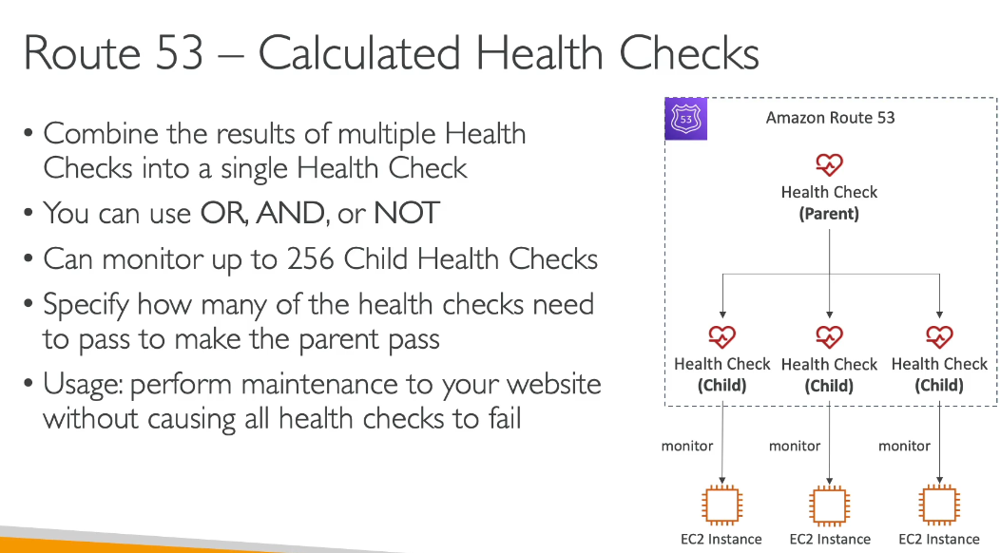 Route 53 – Calculated Health Checks
• Combine the results of multiple Health
Checks into a single Health Check
• You can use OR, AND, or NOT
• Can monitor up to 256 Child Health Checks
• Specify how many of the health checks need
to pass to make the parent pass
• Usage: perform maintenance to your website
without causing all health checks to fail
53
Amazon Route 53
Health Check
(Parent)
Health Check Health Check Health Check
(Child) (Child) (Child)
monitor monitor monitor
EC2 Instance EC2 Instance EC2 Instance